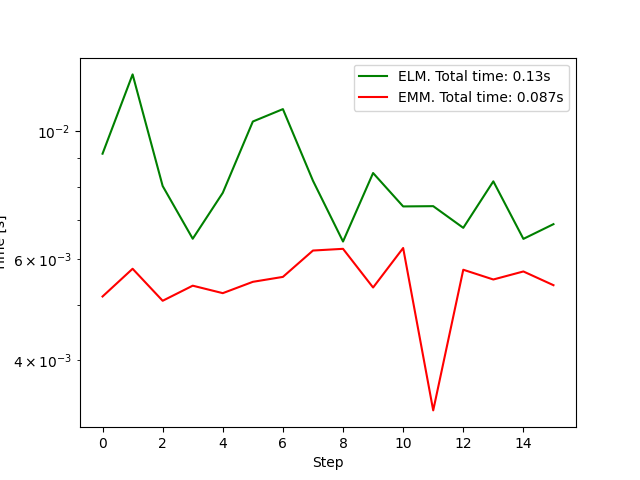 ELM. Total time: 0.13s
EMM. Total time: 0.087s
10⁻²
6 × 10⁻³
4 × 10⁻³
[s]
0 2 4 6 8 10 12 14
Step